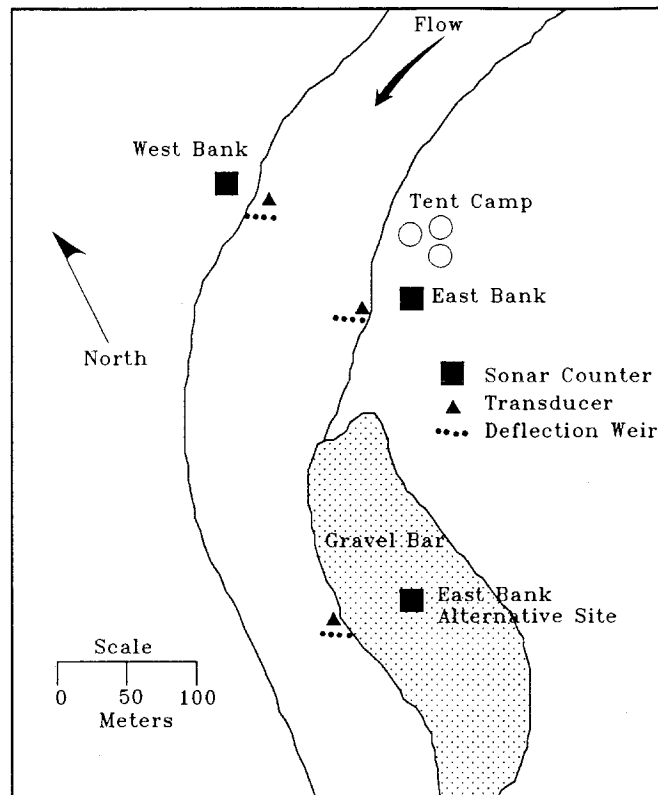 Flow
West Bank
Tent Camp
East Bank
North
Sonar Counter
Transducer
Deflection Weir
Gravel Bar
East Bank
Alternative Site
Scale
0 50 100
Meters